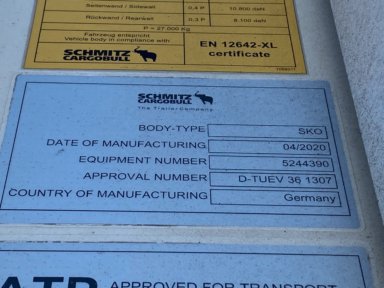 Seitenwand / Sidewall 0,4 P 10.800 daN
Rückwand / Rearwall 0,3 P 8.100 daN
P = 27.000 kg
Fahrzeug entspricht
Vehicle body in compliance with:
SCHMITZ
CARGOBULL
EN 12642-XL
certificate
SCHMITZ
CARGOBULL
The Trailer Company.
BODY-TYPE SKO
DATE OF MANUFACTURING 04/2020
EQUIPMENT NUMBER 5244390
APPROVAL NUMBER D-TUEV 36 1307
COUNTRY OF MANUFACTURING Germany
ATP APPROVED FOR TRANSPORT